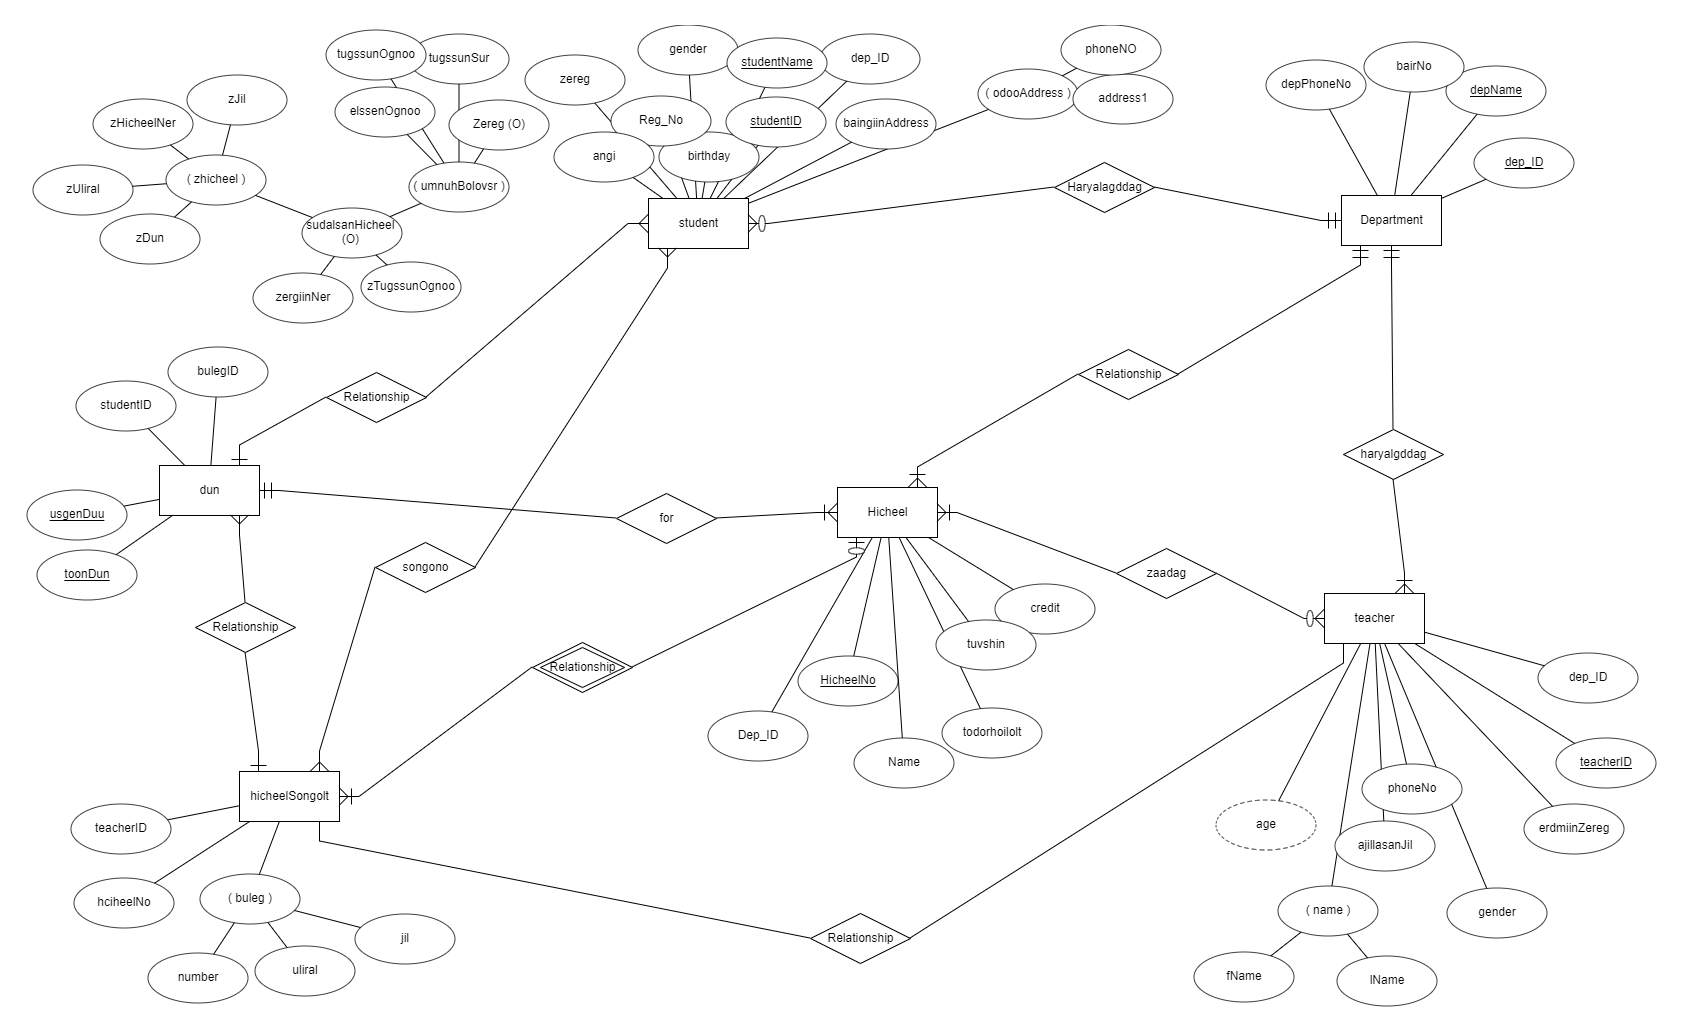 tugssunOgnoo
tugssunSur
gender
studentName
dep_ID
phoneNO
bairNo
zereg
depPhoneNo
depName
( odooAddress )
address1
zJil
elssenOgnoo
zHicheelNer
Zereg (O)
Reg_No
studentID
baingiinAddress
angi
birthday
dep_ID
( zhicheel )
( umnuhBolovsr )
Haryalagddag
zUliral
sudalsanHicheel
(O)
student
Department
zDun
zergiinNer
zTugssunOgnoo
bulegID
Relationship
studentID
Relationship
haryalgddag
dun
usgenDuu
for
Hicheel
songono
zaadag
toonDun
credit
teacher
Relationship
tuvshin
Relationship
HicheelNo
dep_ID
Dep_ID
todorhoilolt
Name
teacherID
hicheelSongolt
phoneNo
teacherID
age
erdmiinZereg
ajillasanJil
hciheelNo
( buleg )
( name )
gender
jil
Relationship
number
uliral
fName
lName